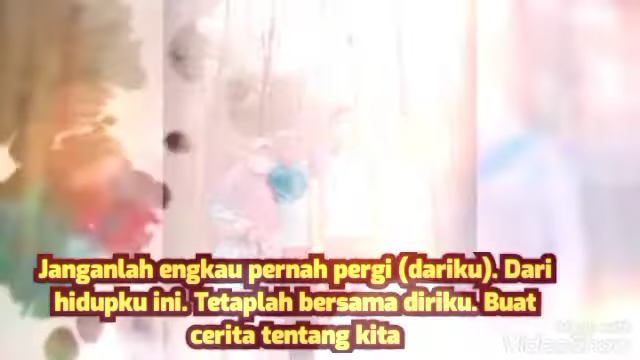 Janganlah engkau pernah pergi (dariku). Dari
hidupku ini. Tetaplah bersama diriku. Buat
cerita tentang kita